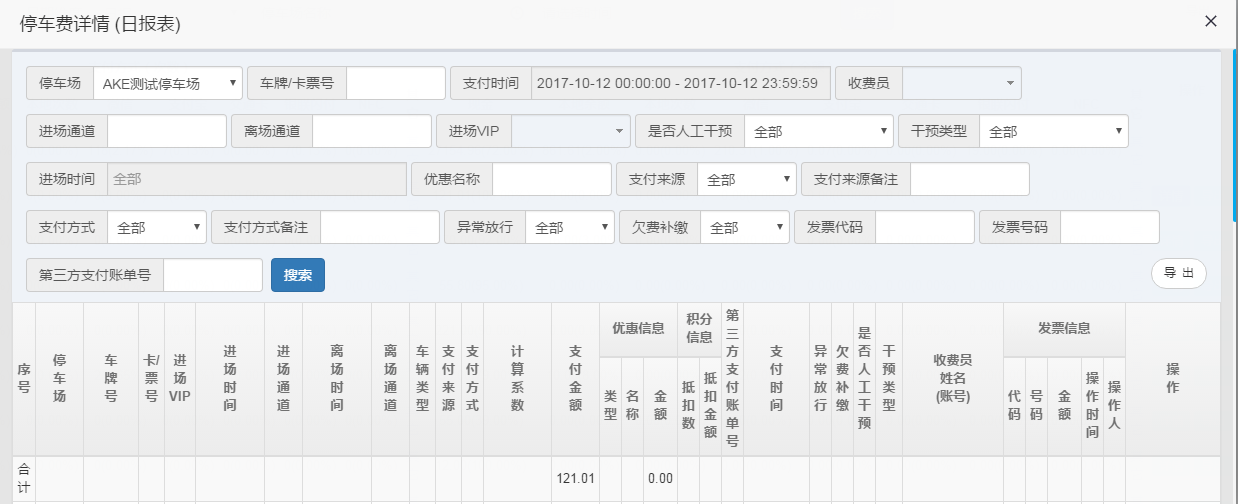 停车费详情 (日报表)
×
停车场 AKE测试停车场 车牌/卡票号 支付时间 2017-10-12 00:00:00 - 2017-10-12 23:59:59 收费员
进场通道 离场通道 进场VIP 是否人工干预 全部 干预类型 全部
进场时间 全部 优惠名称 支付来源 全部 支付来源备注
支付方式 全部 支付方式备注 异常放行 全部 欠费补缴 全部 发票代码 发票号码
第三方支付账单号 搜索 导 出
序号 停车场 车牌号 卡/票号 进场VIP 进场时间 进场通道 离场时间 离场通道 车辆类型 支付来源 支付方式 计算系数 支付金额 优惠信息 积分信息 第三方支付账单号 支付时间 异常放行 欠费补缴 是否人工干预 干预类型 收费员姓名(账号) 发票信息 操作
类型 名称 金额 抵扣数 抵扣金额 代码 号码 金额 操作时间 操作人
合计 121.01 0.00